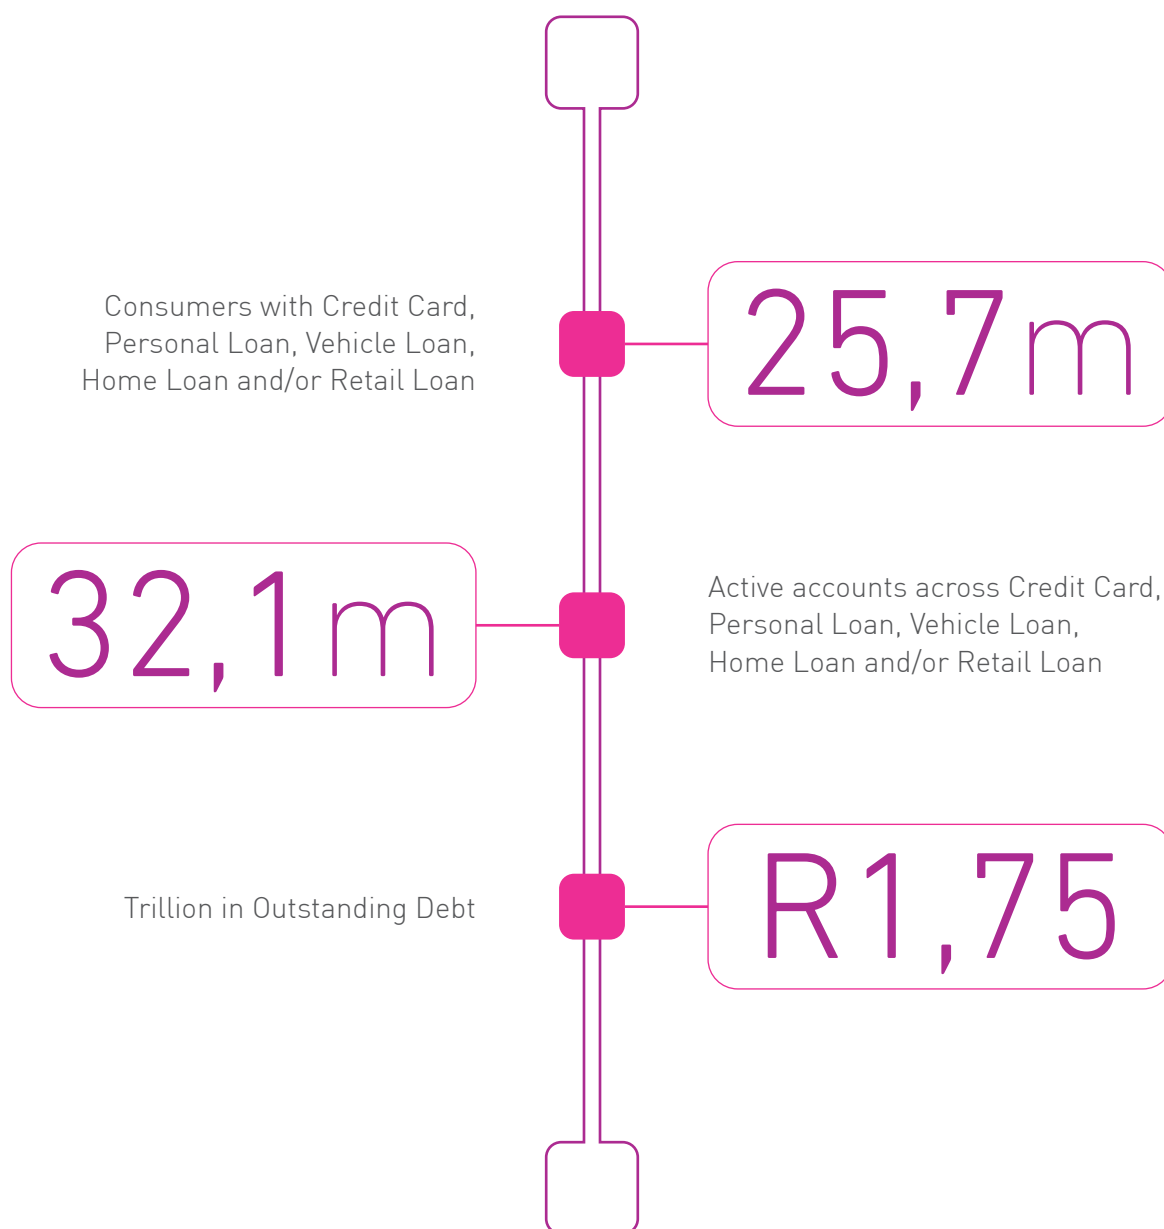 Consumers with Credit Card,
Personal Loan, Vehicle Loan,
Home Loan and/or Retail Loan
25,7m
32,1m
Active accounts across Credit Card,
Personal Loan, Vehicle Loan,
Home Loan and/or Retail Loan
Trillion in Outstanding Debt
R1,75